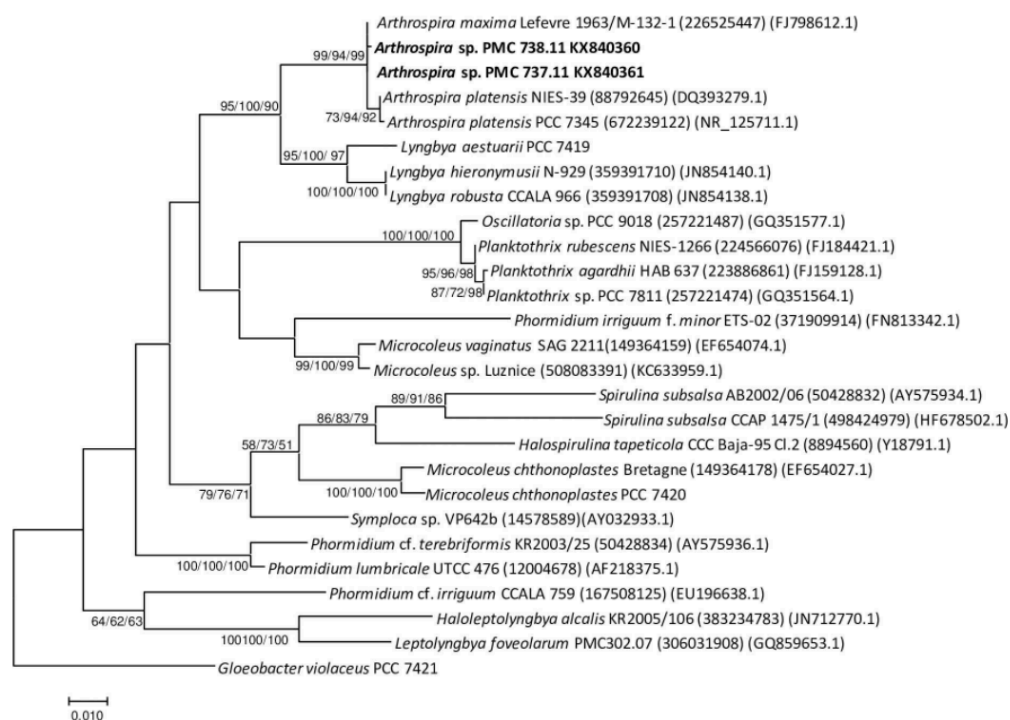 Arthrospira maxima Lefevre 1963/M-132-1 (226525447) (FJ798612.1)
Arthrospira sp. PMC 738.11 KX840360
99/94/99
Arthrospira sp. PMC 737.11 KX840361
Arthrospira platensis NIES-39 (88792645) (DQ393279.1)
95/100/90
73/94/92
Arthrospira platensis PCC 7345 (672239122) (NR_125711.1)
Lyngbya aestuarii PCC 7419
95/100/ 97
Lyngbya hieronymusii N-929 (359391710) (JN854140.1)
100/100/100
Lyngbya robusta CCALA 966 (359391708) (JN854138.1)
Oscillatoria sp. PCC 9018 (257221487) (GQ351577.1)
100/100/100
Planktothrix rubescens NIES-1266 (224566076) (FJ184421.1)
95/96/98
Planktothrix agardhii HAB 637 (223886861) (FJ159128.1)
87/72/98
Planktothrix sp. PCC 7811 (257221474) (GQ351564.1)
Phormidium irriguum f. minor ETS-02 (371909914) (FN813342.1)
Microcoleus vaginatus SAG 2211(149364159) (EF654074.1)
99/100/99
Microcoleus sp. Luznice (508083391) (KC633959.1)
89/91/86
Spirulina subsalsa AB2002/06 (50428832) (AY575934.1)
86/83/79
Spirulina subsalsa CCAP 1475/1 (498424979) (HF678502.1)
58/73/51
Halospirulina tapeticola CCC Baja-95 Cl.2 (8894560) (Y18791.1)
Microcoleus chthonoplastes Bretagne (149364178) (EF654027.1)
79/76/71
100/100/100
Microcoleus chthonoplastes PCC 7420
Symploca sp. VP642b (14578589)(AY032933.1)
Phormidium cf. terebriformis KR2003/25 (50428834) (AY575936.1)
100/100/100
Phormidium lumbricale UTCC 476 (12004678) (AF218375.1)
Phormidium cf. irriguum CCALA 759 (167508125) (EU196638.1)
64/62/63
Haloleptolyngbya alcalis KR2005/106 (383234783) (JN712770.1)
100100/100
Leptolyngbya foveolarum PMC302.07 (306031908) (GQ859653.1)
Gloeobacter violaceus PCC 7421
0.010